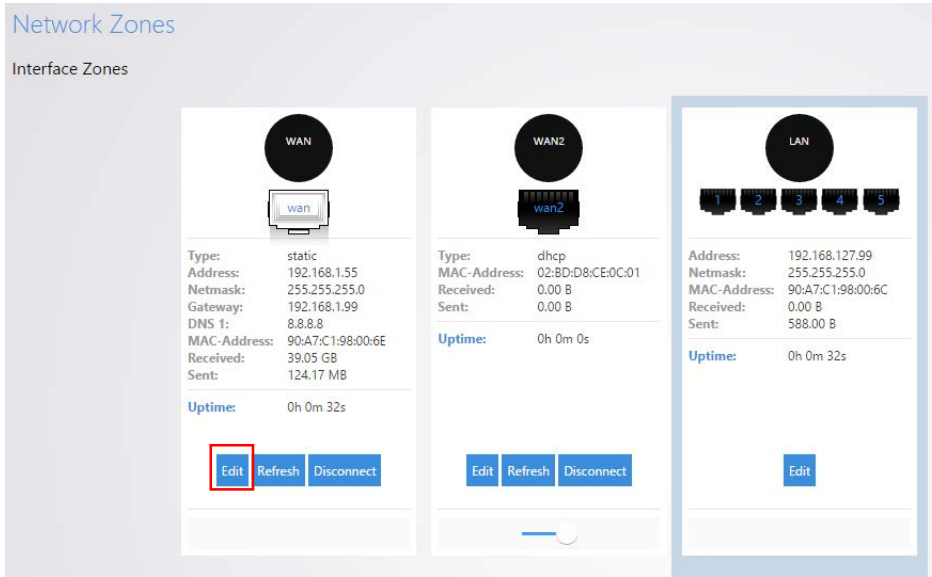 Network Zones
Interface Zones
WAN
wan
Type: static
Address: 192.168.1.55
Netmask: 255.255.255.0
Gateway: 192.168.1.99
DNS 1: 8.8.8.8
MAC-Address: 90:A7:C1:98:00:6E
Received: 39.05 GB
Sent: 124.17 MB
Uptime: 0h 0m 32s
Edit Refresh Disconnect
WAN2
wan2
Type: dhcp
MAC-Address: 02:BD:D8:CE:0C:01
Received: 0.00 B
Sent: 0.00 B
Uptime: 0h 0m 0s
Edit Refresh Disconnect
LAN
1 2 3 4 5
Address: 192.168.127.99
Netmask: 255.255.255.0
MAC-Address: 90:A7:C1:98:00:6C
Received: 0.00 B
Sent: 588.00 B
Uptime: 0h 0m 32s
Edit